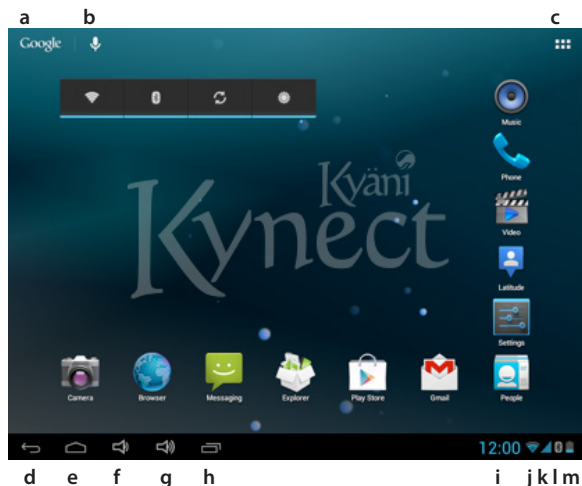 a b c
Google
Music
Kyäni
Kynect
Phone
Video
Latitude
Settings
Camera Browser Messaging Explorer Play Store Gmail People
12:00
d e f g h i j k l m